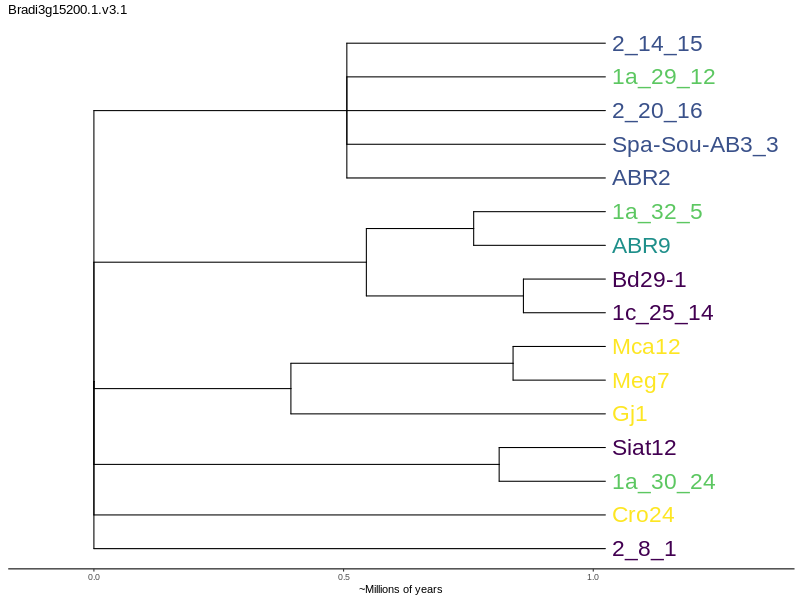 Bradi3g15200.1.v3.1
2_14_15
1a_29_12
2_20_16
Spa-Sou-AB3_3
ABR2
1a_32_5
ABR9
Bd29-1
1c_25_14
Mca12
Meg7
Gj1
Siat12
1a_30_24
Cro24
2_8_1
0.0 0.5 1.0
~Millions of years